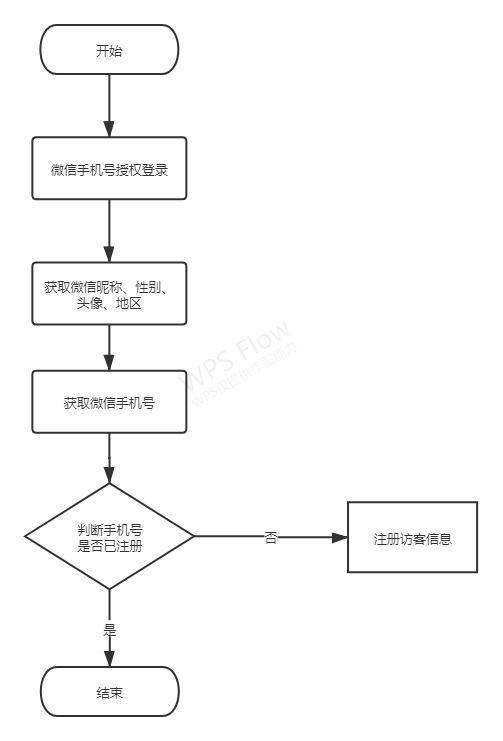 开始
微信手机号授权登录
获取微信昵称、性别、
头像、地区
WPS Flow
获取微信手机号
判断手机号
是否已注册
否
注册访客信息
是
结束